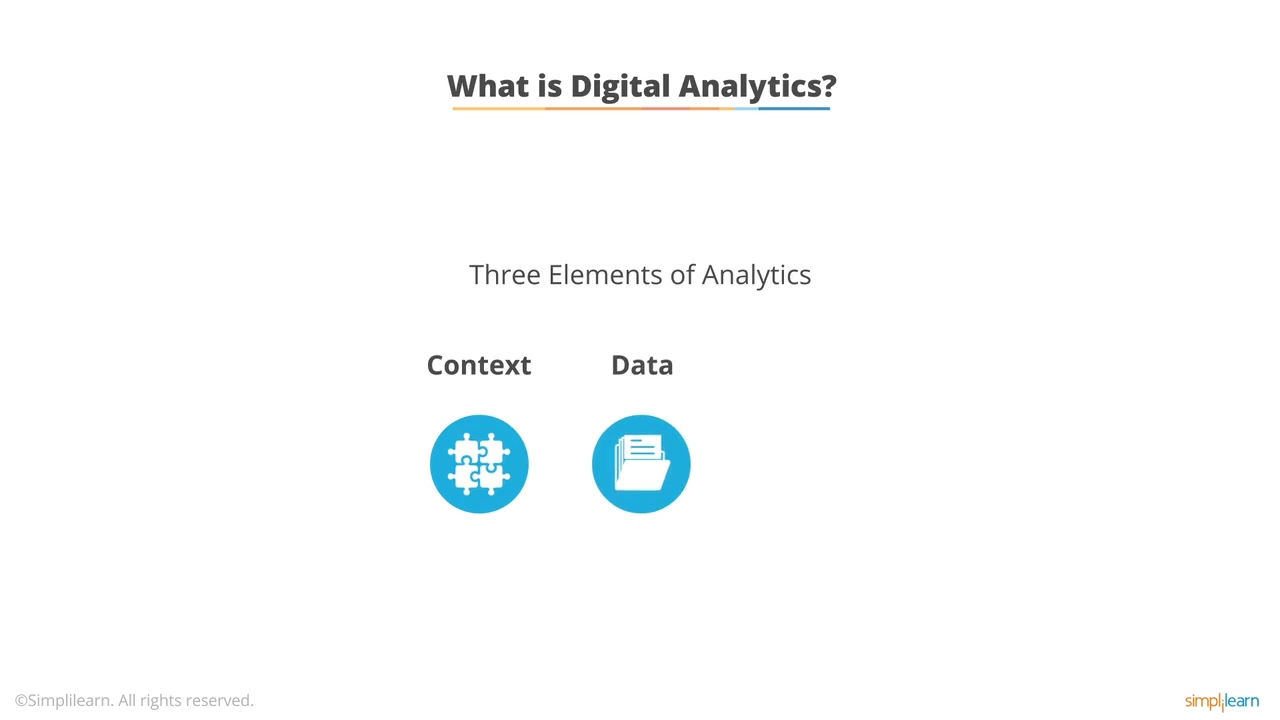 What is Digital Analytics?
Three Elements of Analytics
Context Data
©Simplilearn. All rights reserved.
simplilearn